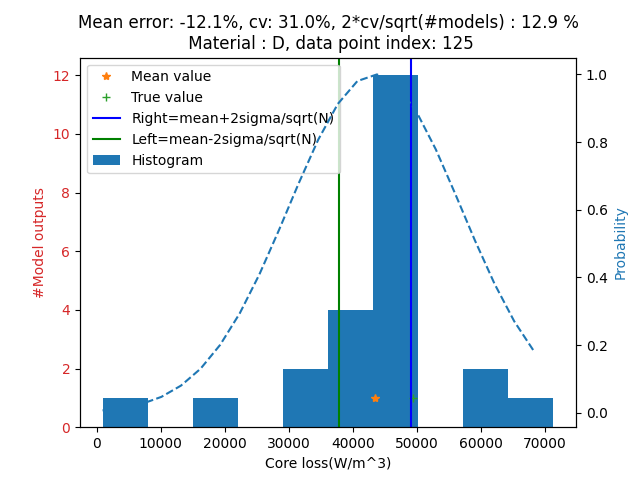 Mean error: -12.1%, cv: 31.0%, 2*cv/sqrt(#models) : 12.9 %
Material : D, data point index: 125
Mean value
True value
Right=mean+2sigma/sqrt(N)
Left=mean-2sigma/sqrt(N)
Histogram
#Model outputs
12
10
8
6
4
2
0
Probability
1.0
0.8
0.6
0.4
0.2
0.0
0 10000 20000 30000 40000 50000 60000 70000
Core loss(W/m^3)